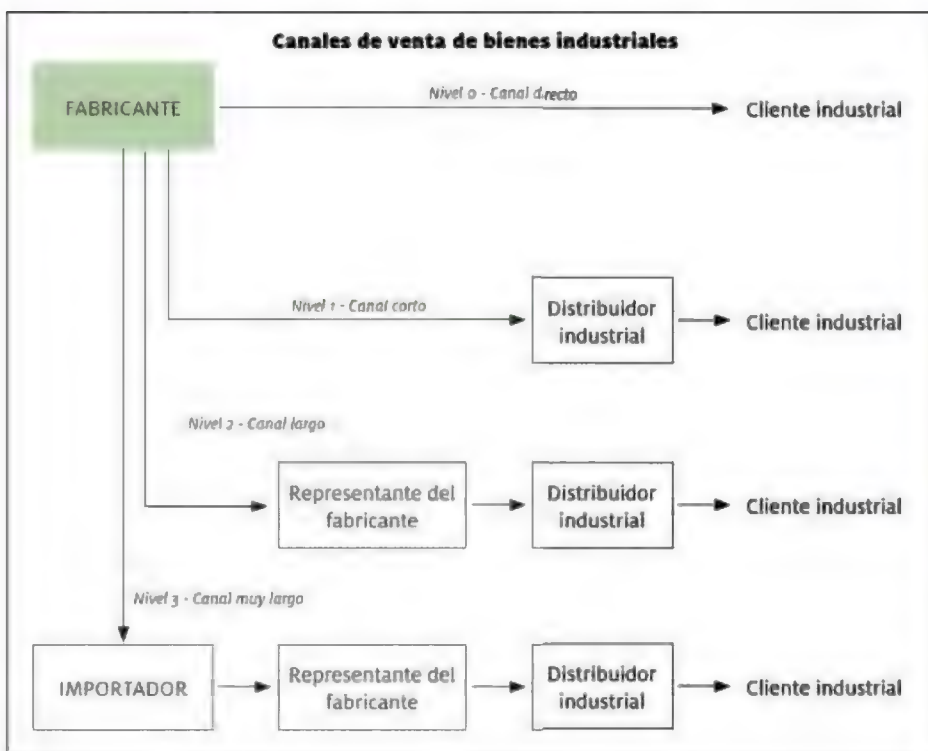 Canales de venta de bienes industriales
FABRICANTE
Nivel 0 - Canal directo
Cliente industrial
Nivel 1 - Canal corto
Distribuidor
industrial
Cliente industrial
Nivel 2 - Canal largo
Representante del
fabricante
Distribuidor
industrial
Cliente industrial
Nivel 3 - Canal muy largo
IMPORTADOR
Representante del
fabricante
Distribuidor
industrial
Cliente industrial